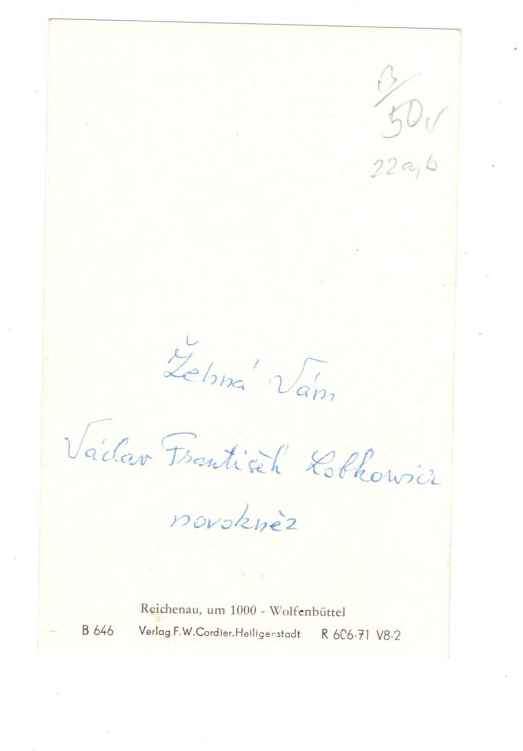 B/50v
22a,b
Žehná Vám
Václav František Lobkowicz
novokněz
Reichenau, um 1000 - Wolfenbüttel
B 646 Verlag F.W.Cordier.Heiligenstadt R 606-71 V8-2